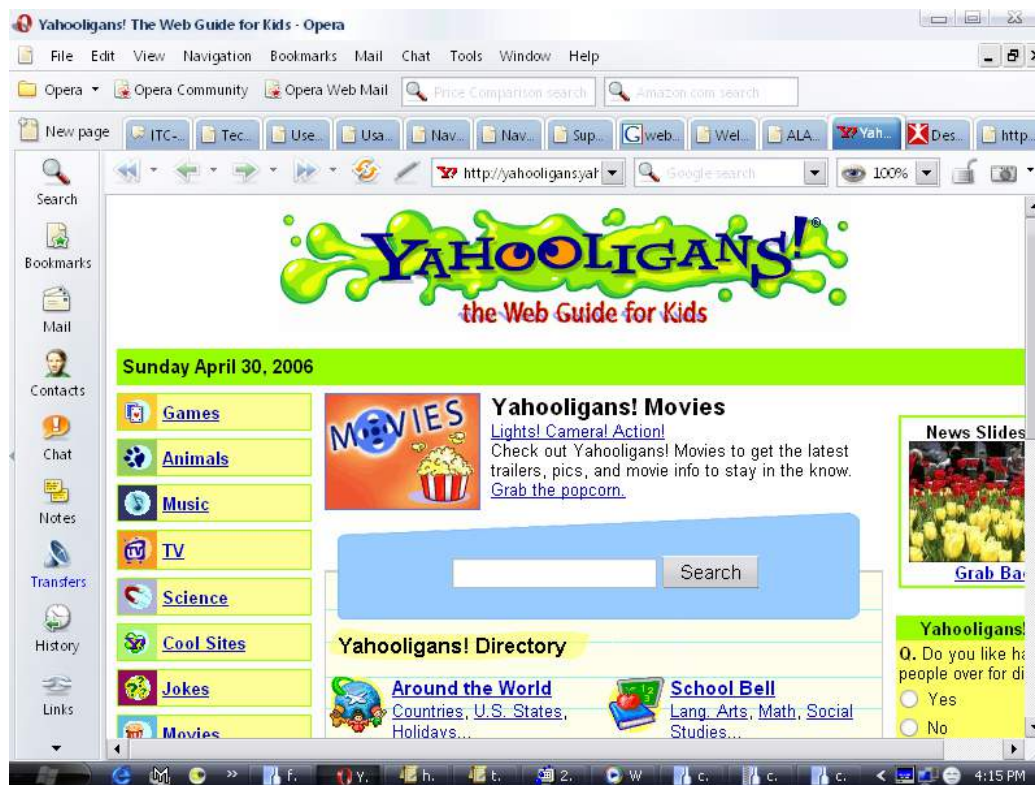 Yahooligans! The Web Guide for Kids - Opera
File Edit View Navigation Bookmarks Mail Chat Tools Window Help
Opera Opera Community Opera Web Mail Price Comparison search Amazon.com search
New page ITC-... Tec... Use... Usa... Nav... Nav... Sup... web... Wel... ALA... Yah... Des... http
Search
http://yahooligans.yah Google search 100%
Bookmarks
Mail
Contacts
Chat
Notes
Transfers
History
Links
YAHOOLIGANS!®
the Web Guide for Kids
Sunday April 30, 2006
Games
Animals
Music
TV
Science
Cool Sites
Jokes
Movies
MOVIES
Yahooligans! Movies
Lights! Camera! Action!
Check out Yahooligans! Movies to get the latest
trailers, pics, and movie info to stay in the know.
Grab the popcorn.
Search
Yahooligans! Directory
Around the World
Countries, U.S. States,
Holidays...
School Bell
Lang. Arts, Math, Social
Studies...
News Slides
Grab Ba
Yahooligans!
Q. Do you like ha
people over for di
Yes
No
» f. Y. h. t. 2. W c. c. c. < 4:15 PM